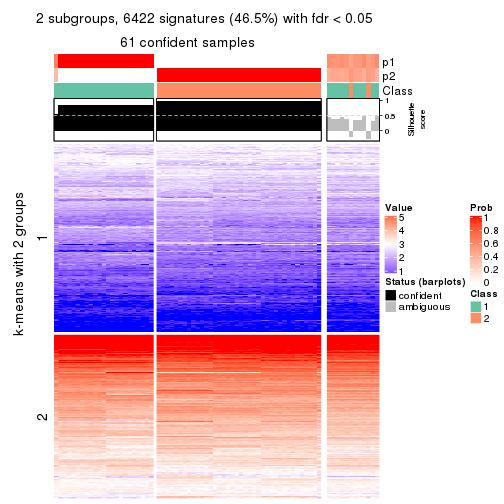 2 subgroups, 6422 signatures (46.5%) with fdr < 0.05
61 confident samples
p1
p2
Class
1
0.5
0
Silhouette
score
k-means with 2 groups
1
2
Value
5
4
3
2
1
Status (barplots)
confident
ambiguous
Prob
1
0.8
0.6
0.4
0.2
0
Class
1
2